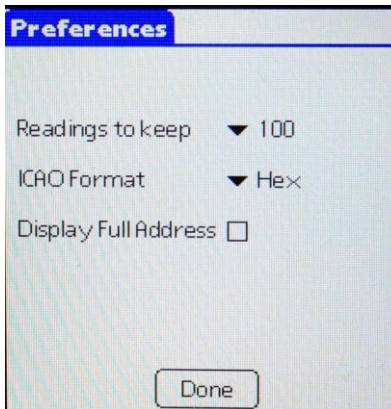 Preferences
Readings to keep 100
ICAO Format Hex
Display Full Address
Done